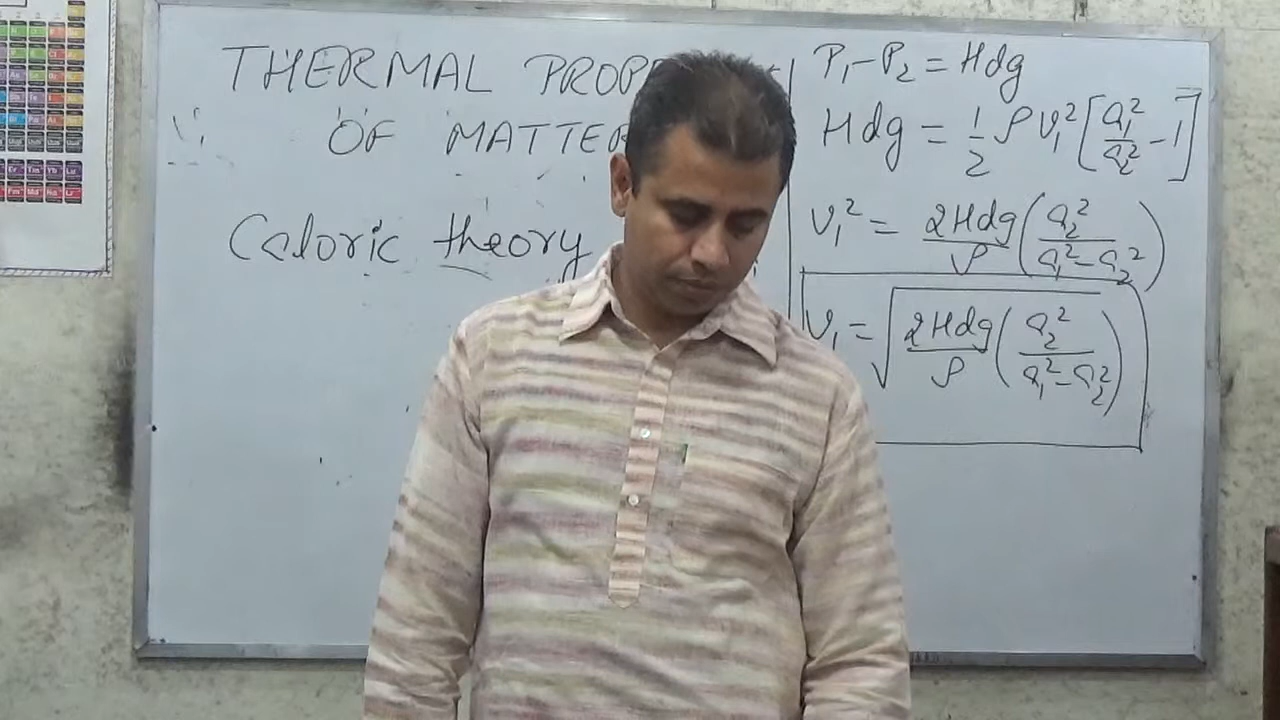 THERMAL PROP
OF MATTER
Caloric theory
P₁-P₂ = Hdg
Hdg = 1/2 ρ v₁² [a₁²/a₂² - 1]
v₁² = 2Hdg/ρ (a₂²/a₁²-a₂²)
v₁ = √2Hdg/ρ (a₂²/a₁²-a₂²)